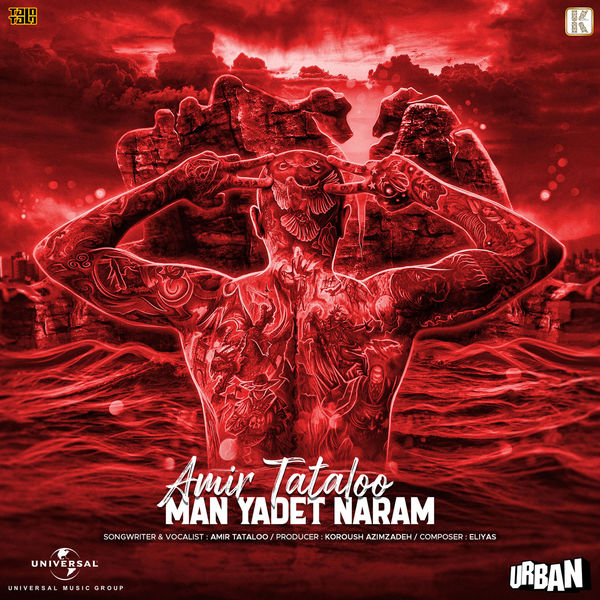 Amir Tataloo
MAN YADET NARAM
SONGWRITER & VOCALIST : AMIR TATALOO / PRODUCER : KOROUSH AZIMZADEH / COMPOSER : ELIYAS
UNIVERSAL
UNIVERSAL MUSIC GROUP
URBAN